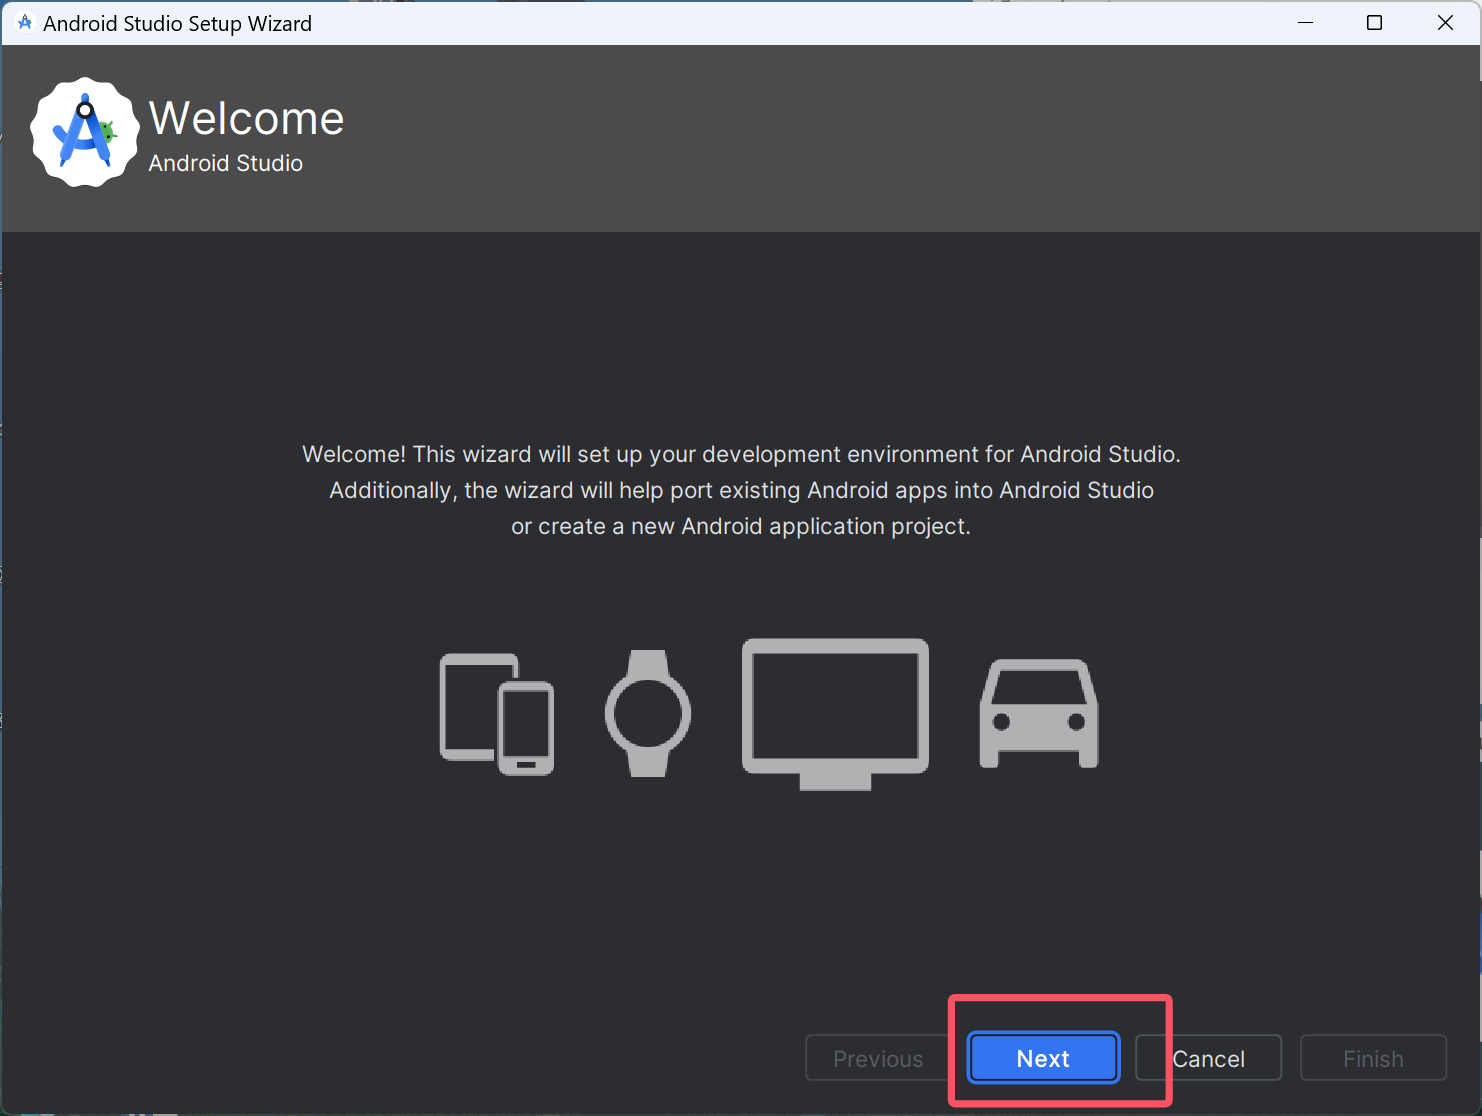 Android Studio Setup Wizard
Welcome
Android Studio
Welcome! This wizard will set up your development environment for Android Studio.
Additionally, the wizard will help port existing Android apps into Android Studio
or create a new Android application project.
Previous
Next
Cancel
Finish